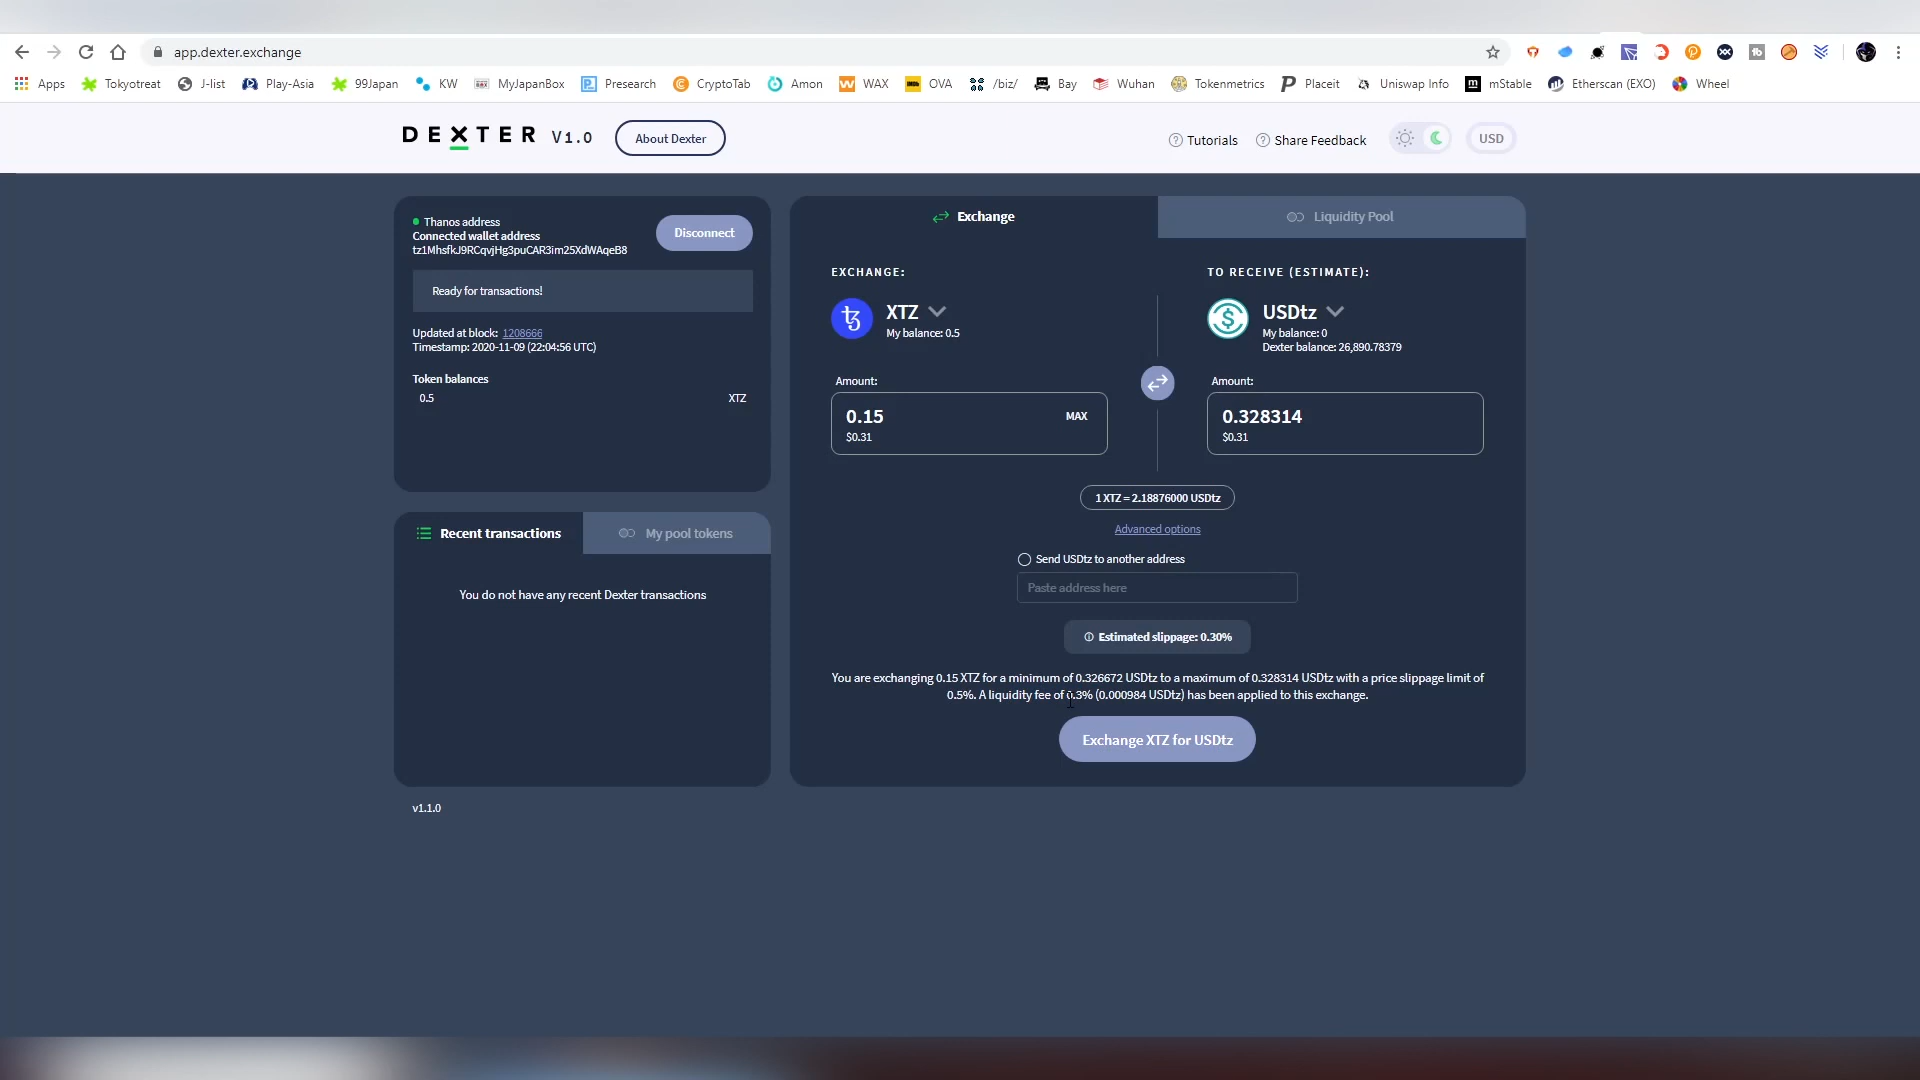 app.dexter.exchange
Apps Tokyotreat J-list Play-Asia 99Japan KW MyJapanBox Presearch CryptoTab Amon WAX OVA /biz/ Bay Wuhan Tokenmetrics Placeit Uniswap Info mStable Etherscan (EXO) Wheel
DEXTER V1.0 About Dexter Tutorials Share Feedback USD
Thanos address
Connected wallet address
tz1MhsfkJ9RCqvjHg3puCAR3im25XdWAqeB8
Disconnect
Ready for transactions!
Updated at block: 1208666
Timestamp: 2020-11-09 (22:04:56 UTC)
Token balances
0.5 XTZ
Recent transactions My pool tokens
You do not have any recent Dexter transactions
v1.1.0
Exchange Liquidity Pool
EXCHANGE:
XTZ
My balance: 0.5
Amount:
0.15 MAX
$0.31
TO RECEIVE (ESTIMATE):
USDtz
My balance: 0
Dexter balance: 26,890.78379
Amount:
0.328314
$0.31
1 XTZ = 2.18876000 USDtz
Advanced options
Send USDtz to another address
Paste address here
Estimated slippage: 0.30%
You are exchanging 0.15 XTZ for a minimum of 0.326672 USDtz to a maximum of 0.328314 USDtz with a price slippage limit of
0.5%. A liquidity fee of 0.3% (0.000984 USDtz) has been applied to this exchange.
Exchange XTZ for USDtz